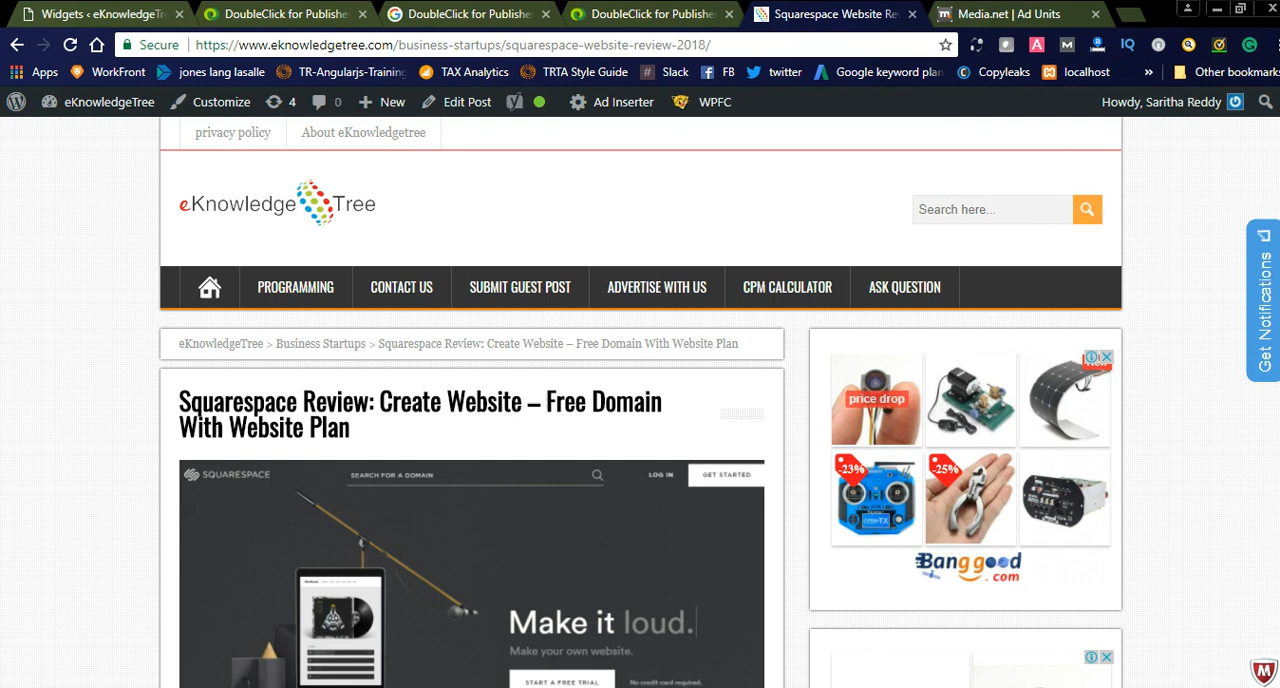 Widgets ‹ eKnowledgeTr
DoubleClick for Publishe
DoubleClick for Publishe
DoubleClick for Publishe
Squarespace Website Re
Media.net | Ad Units
Secure
https://www.eknowledgetree.com/business-startups/squarespace-website-review-2018/
Apps
WorkFront
jones lang lasalle
TR-Angularjs-Training
TAX Analytics
TRTA Style Guide
Slack
FB
twitter
Google keyword plan
Copyleaks
localhost
»
Other bookmarks
eKnowledgeTree
Customize
4
0
New
Edit Post
Ad Inserter
WPFC
Howdy, Saritha Reddy
privacy policy
About eKnowledgetree
eKnowledge Tree
Search here...
PROGRAMMING
CONTACT US
SUBMIT GUEST POST
ADVERTISE WITH US
CPM CALCULATOR
ASK QUESTION
Get Notifications
eKnowledgeTree > Business Startups > Squarespace Review: Create Website – Free Domain With Website Plan
Squarespace Review: Create Website – Free Domain
With Website Plan
price drop
-23%
-25%
Banggood
.com
SQUARESPACE
SEARCH FOR A DOMAIN
LOG IN
GET STARTED
Make it loud.
Make your own website.
START A FREE TRIAL
No credit card required.